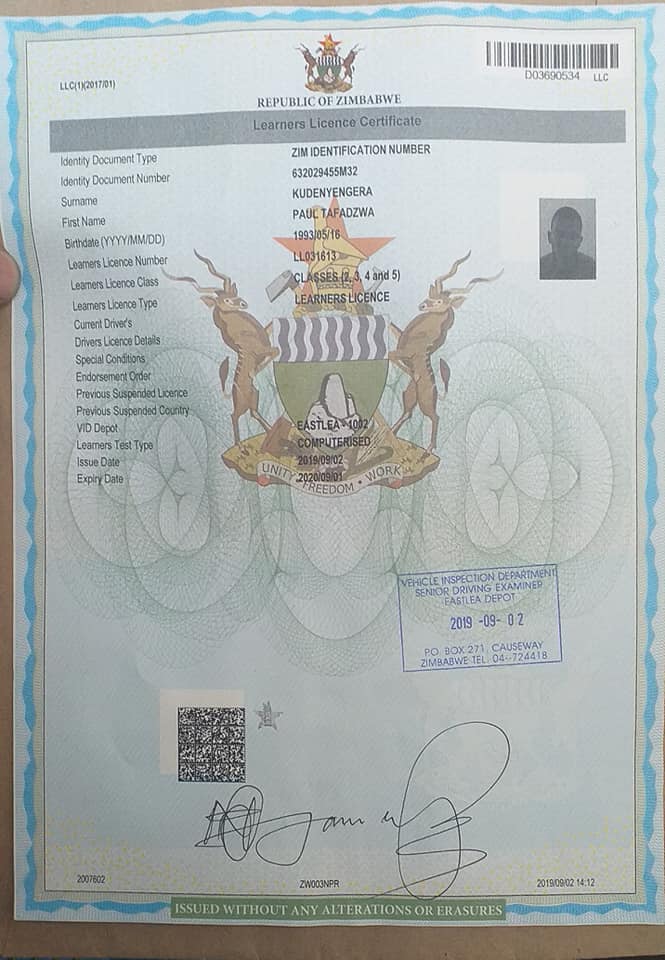 LLC(1)(2017/01)
D03690534 LLC
REPUBLIC OF ZIMBABWE
Learners Licence Certificate
Identity Document Type ZIM IDENTIFICATION NUMBER
Identity Document Number 632029455M32
Surname KUDENYENGERA
First Name PAUL TAFADZWA
Birthdate (YYYY/MM/DD) 1993/05/16
Learners Licence Number LL031613
Learners Licence Class CLASSES (2, 3, 4 and 5)
Learners Licence Type LEARNERS LICENCE
Current Driver's
Drivers Licence Details
Special Conditions
Endorsement Order
Previous Suspended Licence
Previous Suspended Country
VID Depot EASTLEA - 1002
Learners Test Type COMPUTERISED
Issue Date 2019/09/02
Expiry Date 2020/09/01
UNITY FREEDOM WORK
VEHICLE INSPECTION DEPARTMENT
SENIOR DRIVING EXAMINER
EASTLEA DEPOT
2019 -09- 02
P.O. BOX 271, CAUSEWAY
ZIMBABWE TEL. 04-724418
2007602 ZW003NPR 2019/09/02 14:12
ISSUED WITHOUT ANY ALTERATIONS OR ERASURES